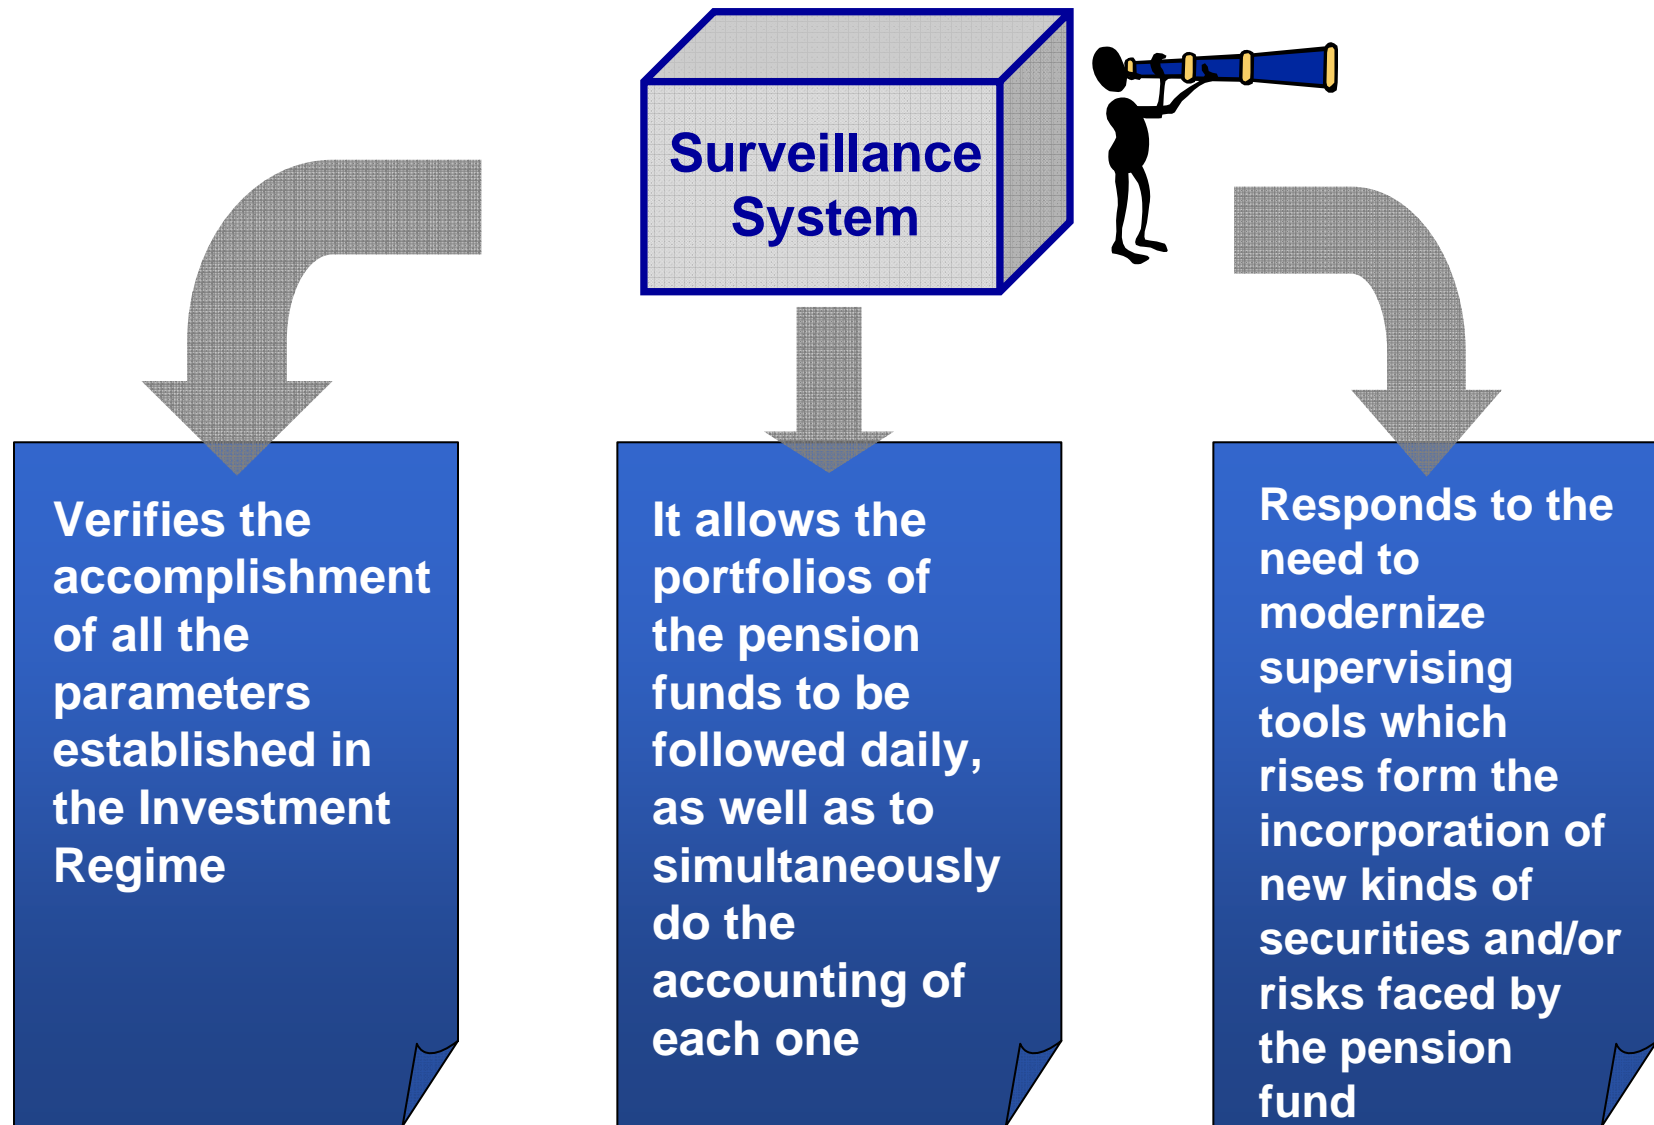 Surveillance
System
Verifies the
accomplishment
of all the
parameters
established in
the Investment
Regime
It allows the
portfolios of
the pension
funds to be
followed daily,
as well as to
simultaneously
do the
accounting of
each one
Responds to the
need to
modernize
supervising
tools which
rises form the
incorporation of
new kinds of
securities and/or
risks faced by
the pension
fund